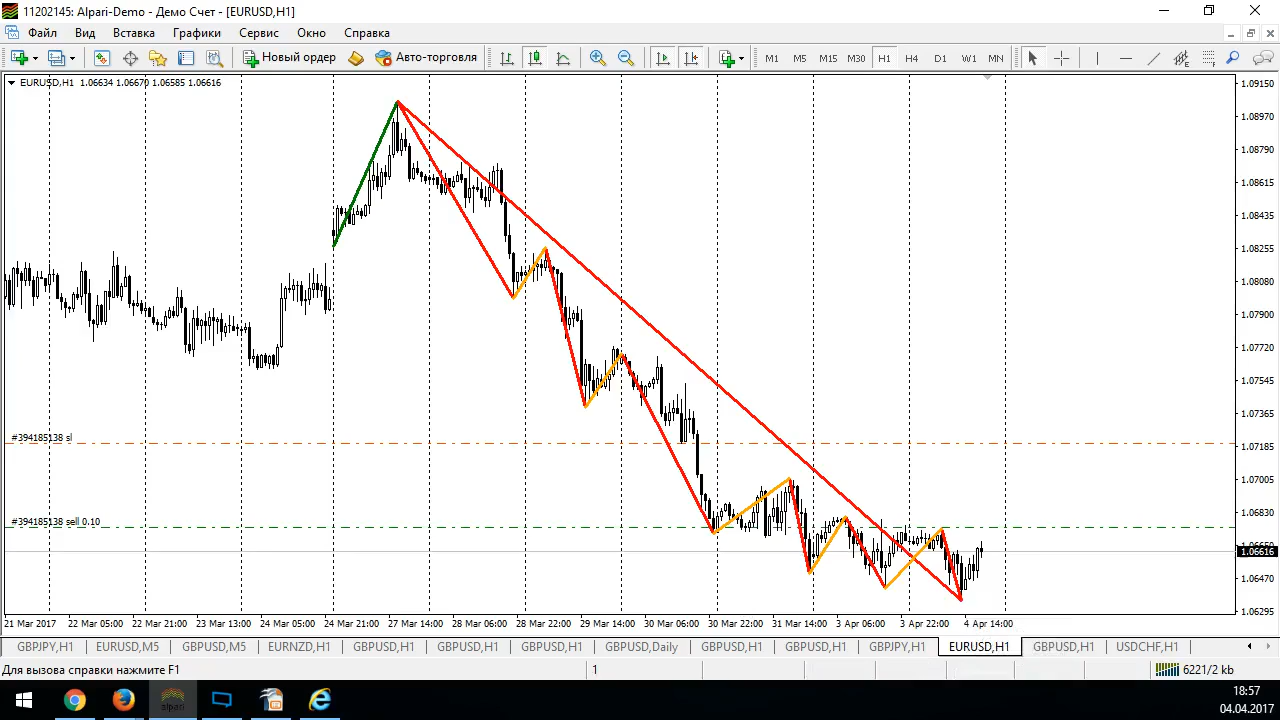 11202145: Alpari-Demo - Демо Счет - [EURUSD,H1]
Файл Вид Вставка Графики Сервис Окно Справка
Новый ордер Авто-торговля M1 M5 M15 M30 H1 H4 D1 W1 MN
EURUSD,H1 1.06634 1.06670 1.06585 1.06616
1.09150
1.08970
1.08790
1.08615
1.08435
1.08255
1.08080
1.07900
1.07720
1.07545
1.07365
#394185138 sl
1.07185
1.07005
1.06830
#394185138 sell 0.10
1.06616
1.06470
1.06295
21 Mar 2017 22 Mar 05:00 22 Mar 21:00 23 Mar 13:00 24 Mar 05:00 24 Mar 21:00 27 Mar 14:00 28 Mar 06:00 28 Mar 22:00 29 Mar 14:00 30 Mar 06:00 30 Mar 22:00 31 Mar 14:00 3 Apr 06:00 3 Apr 22:00 4 Apr 14:00
GBPJPY,H1 EURUSD,M5 GBPUSD,M5 EURNZD,H1 GBPUSD,H1 GBPUSD,H1 GBPUSD,H1 GBPUSD,Daily GBPUSD,H1 GBPUSD,H1 GBPJPY,H1 EURUSD,H1 GBPUSD,H1 USDCHF,H1
Для вызова справки нажмите F1 1 6221/2 kb
alpari
18:57
04.04.2017